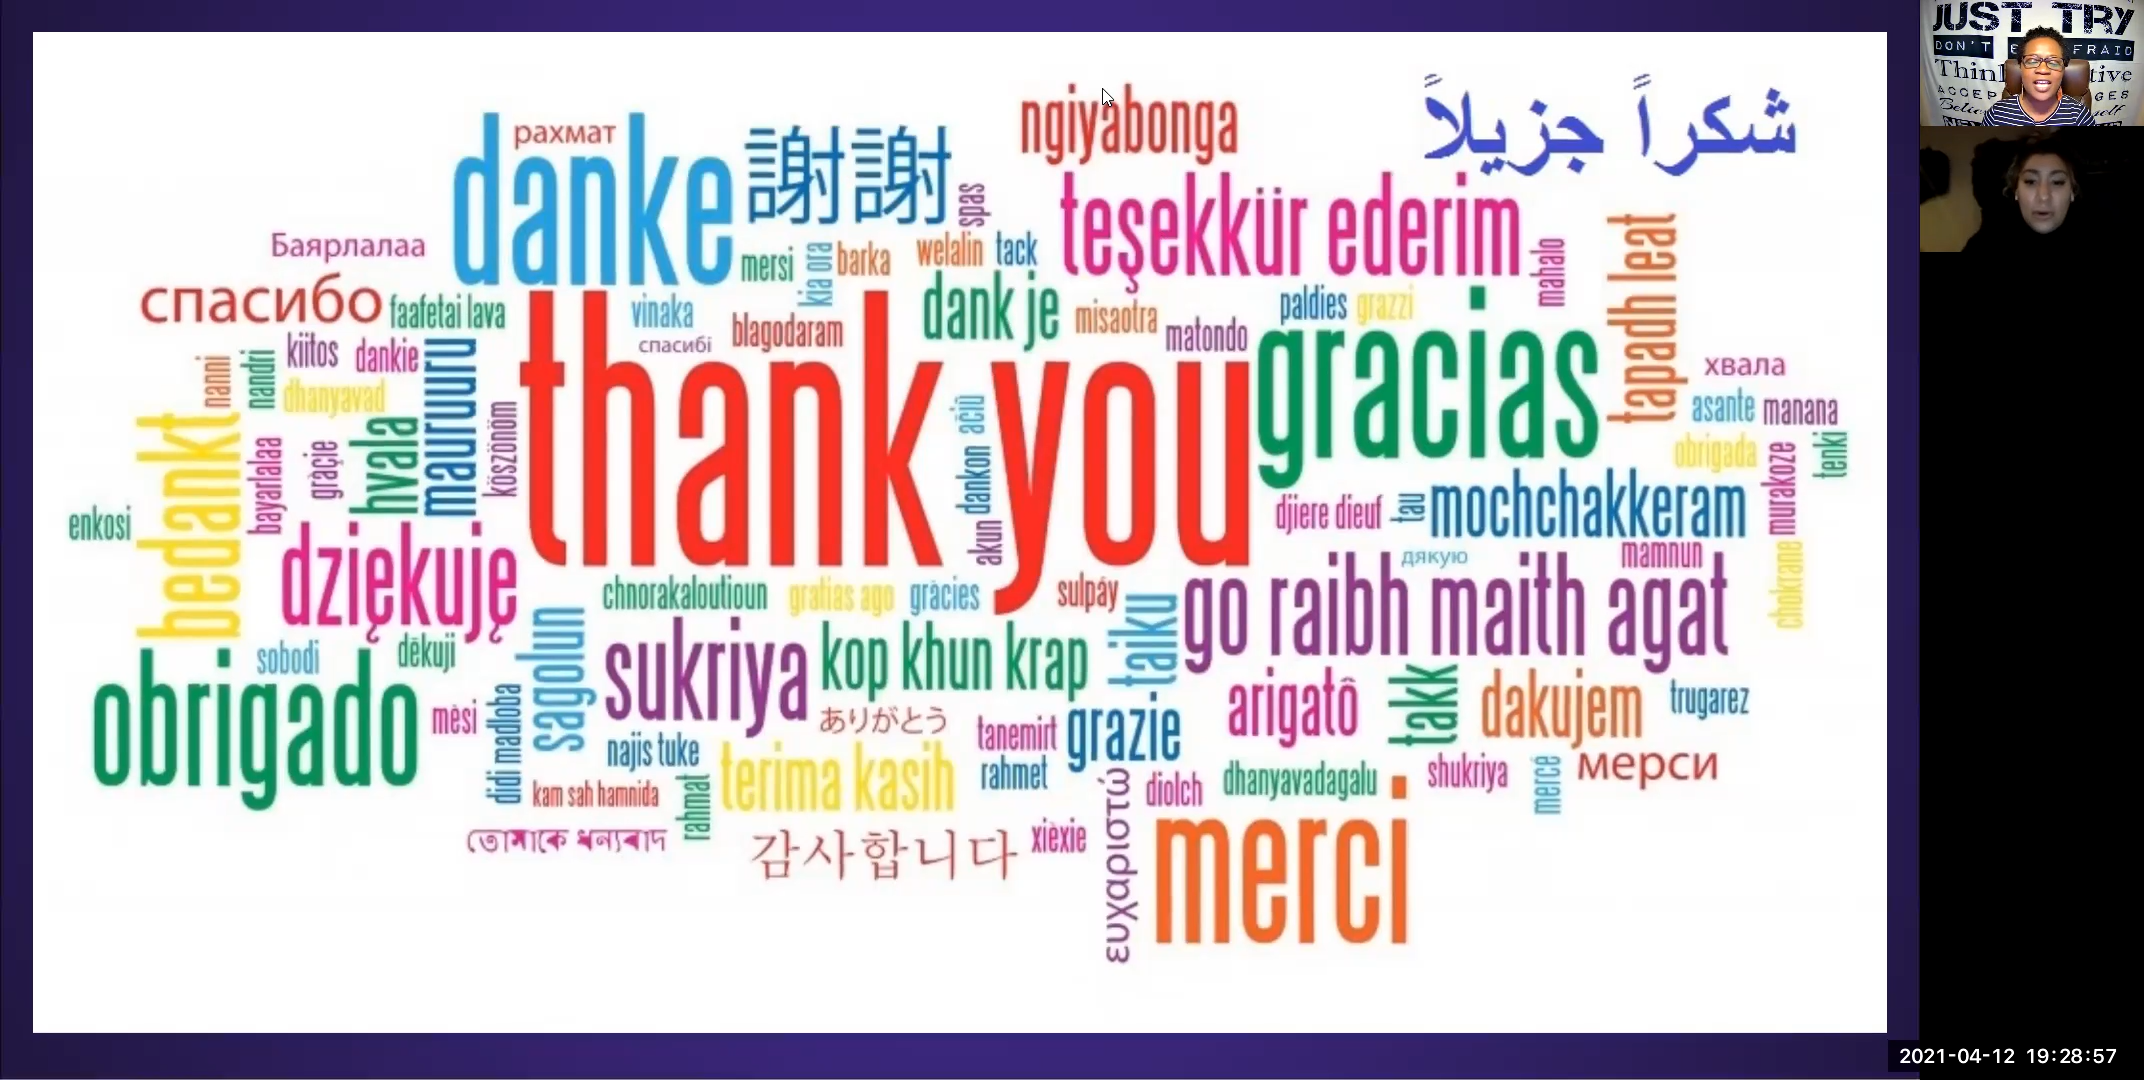 ngiyabonga
شكراً جزيلاً
рахмат
danke
謝謝
spas
teşekkür ederim
Баярлалаа
mersi
kia ora
barka
welalin
tack
mahalo
tapadh leat
спасибо
faafetai lava
vinaka
спасибі
blagodaram
dank je
misaotra
matondo
paldies
grazzi
nanni
nandri
kiitos
dankie
dhanyavad
mauruuru
thank you
gracias
хвала
asante
manana
bedankt
bayarlalaa
gràçie
hvala
köszönöm
dankon
ačiū
akun
obrigada
murakoze
tenki
enkosi
dziękuję
djiere dieuf
tau
mochchakkeram
дякую
mamnun
chokrane
chnorakaloutioun
gratias ago
gràcies
sulpáy
taiku
go raibh maith agat
sobodi
děkuji
sagolun
sukriya
kop khun krap
obrigado
mèsi
didi madloba
najis tuke
ありがとう
tanemirt
grazie
arigatô
takk
dakujem
trugarez
kam sah hamnida
rahmat
terima kasih
rahmet
diolch
dhanyavadagalu
shukriya
merce
мерси
তোমাকে ধন্যবাদ
감사합니다
xièxie
ευχαριστώ
merci
JUST TRY
DON'T
FRAID
2021-04-12 19:28:57